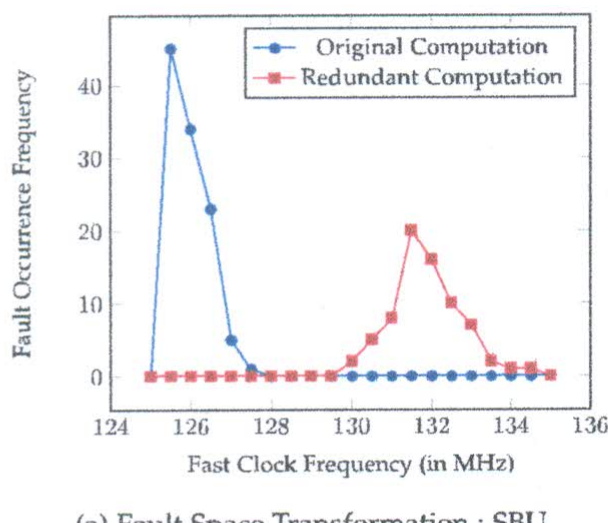 Original Computation
Redundant Computation
Fault Occurrence Frequency
40
30
20
10
0
124
126
128
130
132
134
136
Fast Clock Frequency (in MHz)
(a) Fault Space Transformation : SBU